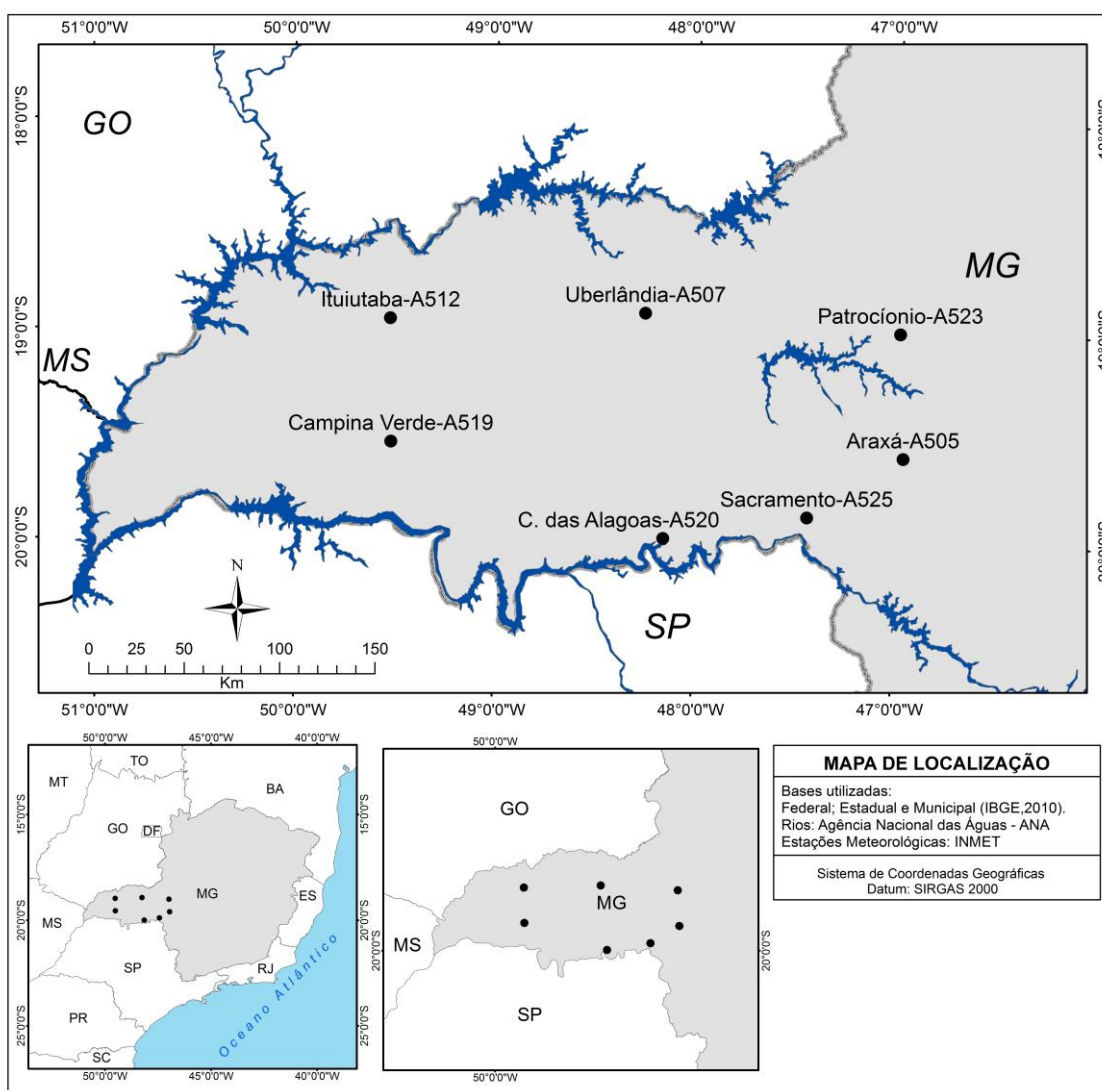 51°0'0"W 50°0'0"W 49°0'0"W 48°0'0"W 47°0'0"W
18°0'0"S
GO
MG
Ituiutaba-A512
Uberlândia-A507
Patrocíonio-A523
19°0'0"S
MS
Campina Verde-A519
Araxá-A505
Sacramento-A525
C. das Alagoas-A520
20°0'0"S
N
SP
0 50 100 150
Km
51°0'0"W 50°0'0"W 49°0'0"W 48°0'0"W 47°0'0"W
50°0'0"W 45°0'0"W 40°0'0"W
TO
MT
BA
15°0'0"S
15°0'0"S
GO
DF
MG
ES
MS
20°0'0"S
20°0'0"S
SP
RJ
PR
Oceano Atlântico
25°0'0"S
25°0'0"S
SC
50°0'0"W 45°0'0"W 40°0'0"W
50°0'0"W
GO
MG
MS
20°0'0"S
20°0'0"S
SP
50°0'0"W
MAPA DE LOCALIZAÇÃO
Bases utilizadas:
Federal; Estadual e Municipal (IBGE,2010).
Rios: Agência Nacional das Águas - ANA
Estações Meteorológicas: INMET
Sistema de Coordenadas Geográficas
Datum: SIRGAS 2000